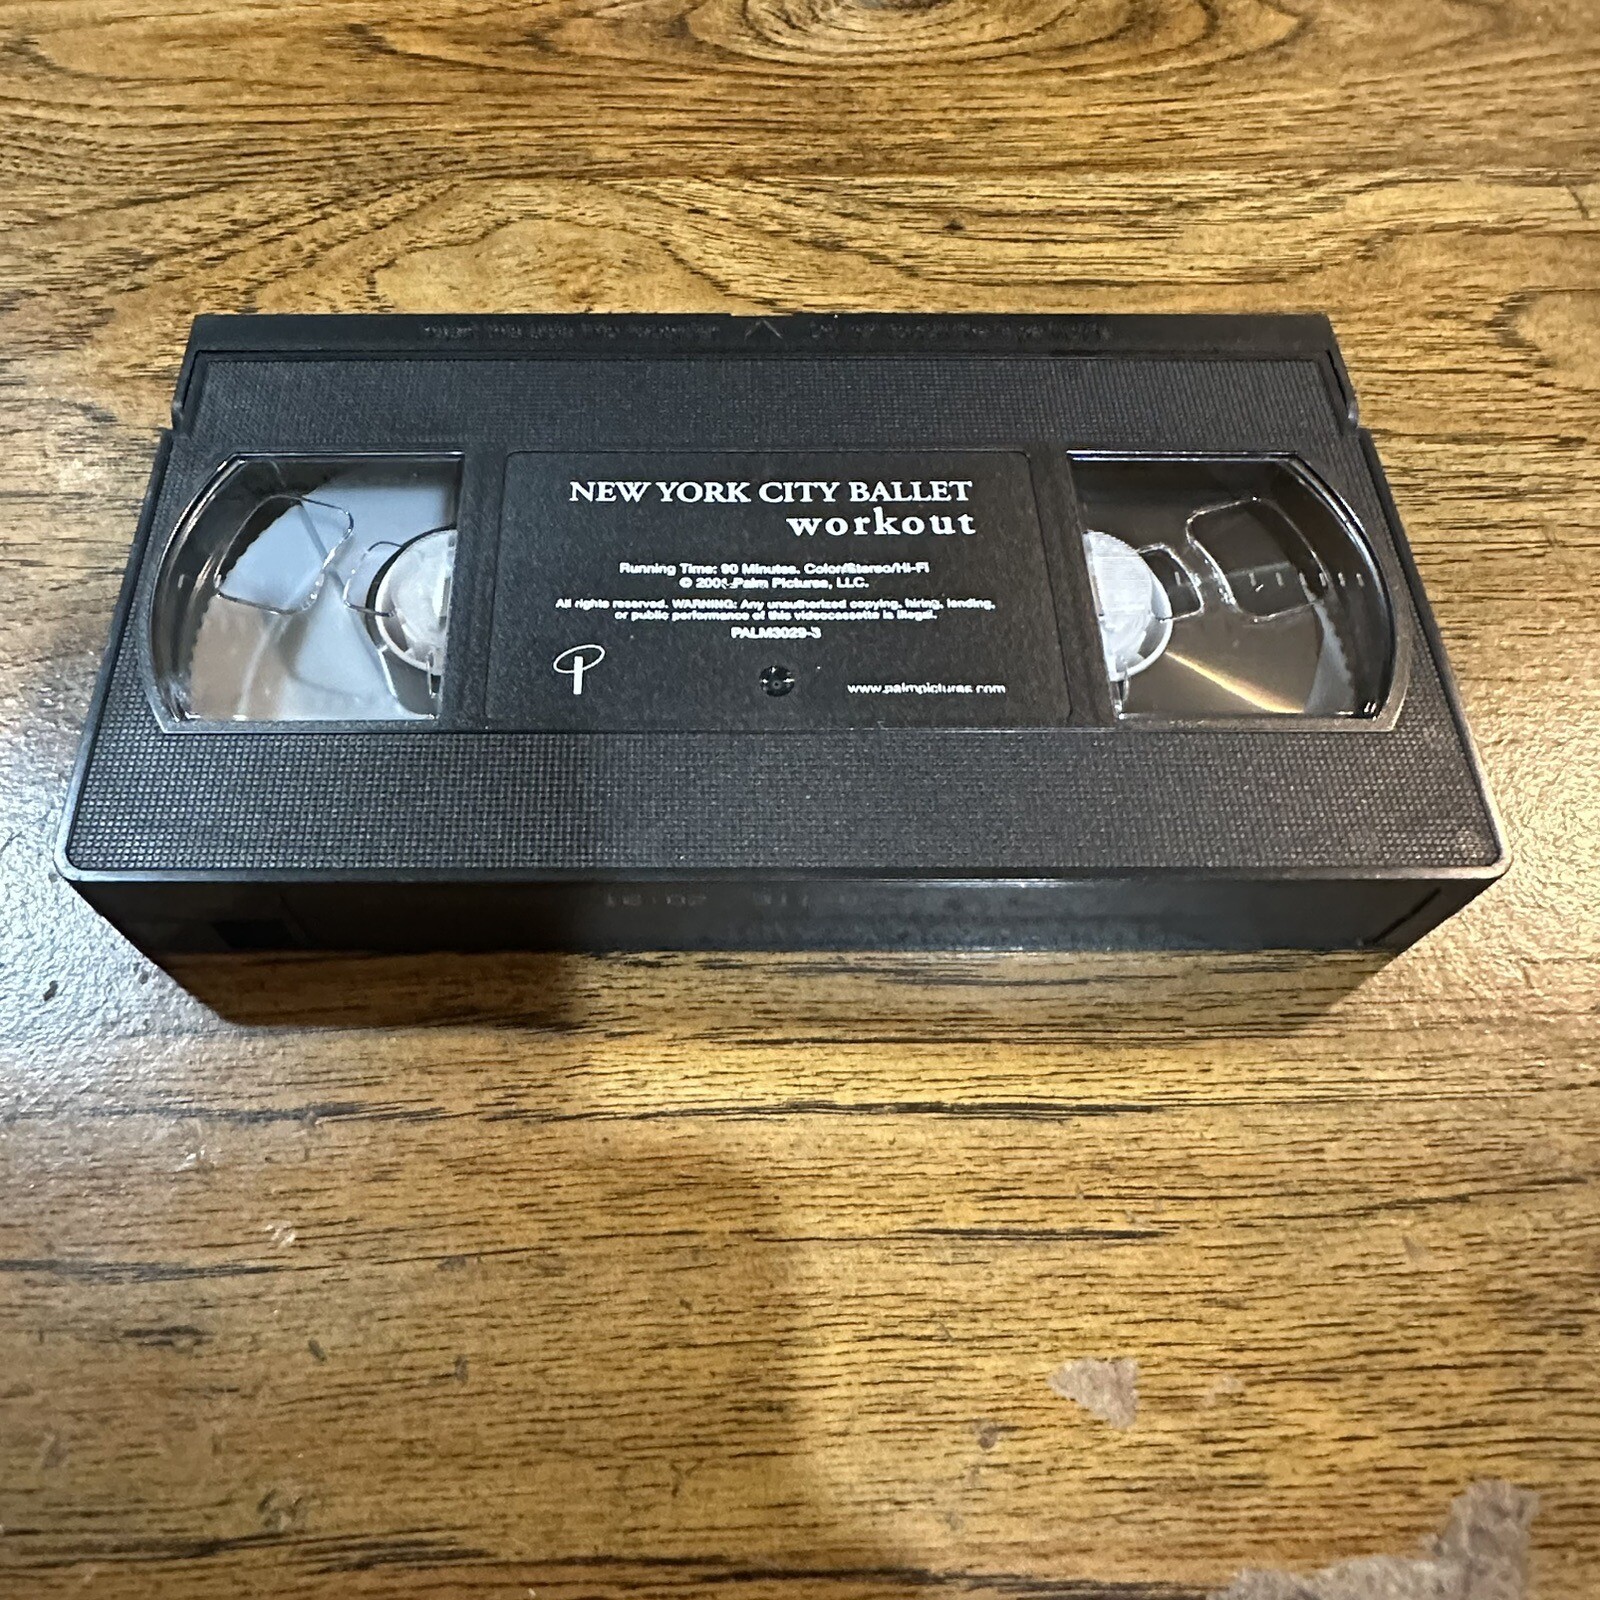 NEW YORK CITY BALLET
workout
Running Time: 90 Minutes. Color/Stereo/Hi-Fi
© Palm Pictures, LLC.
All rights reserved. WARNING: Any unauthorized copying, hiring, lending,
or public performance of this videocassette is illegal.
PALM3029-3
www.palmpictures.com